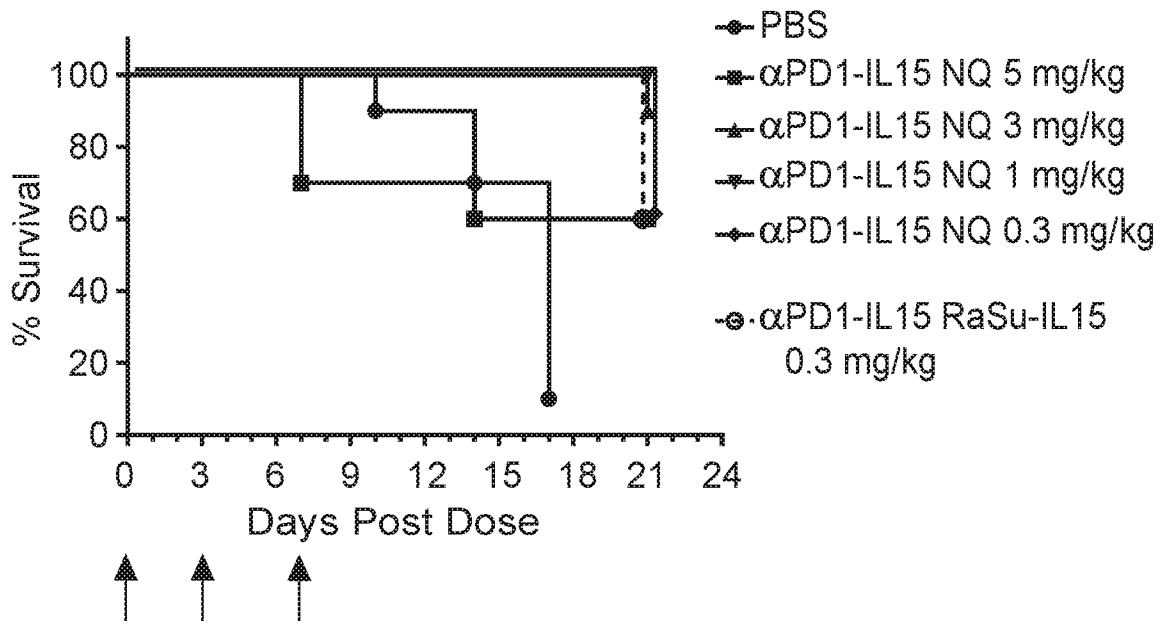 PBS
αPD1-IL15 NQ 5 mg/kg
αPD1-IL15 NQ 3 mg/kg
αPD1-IL15 NQ 1 mg/kg
αPD1-IL15 NQ 0.3 mg/kg
αPD1-IL15 RaSu-IL15
0.3 mg/kg
% Survival
100
80
60
40
20
0
0 3 6 9 12 15 18 21 24
Days Post Dose